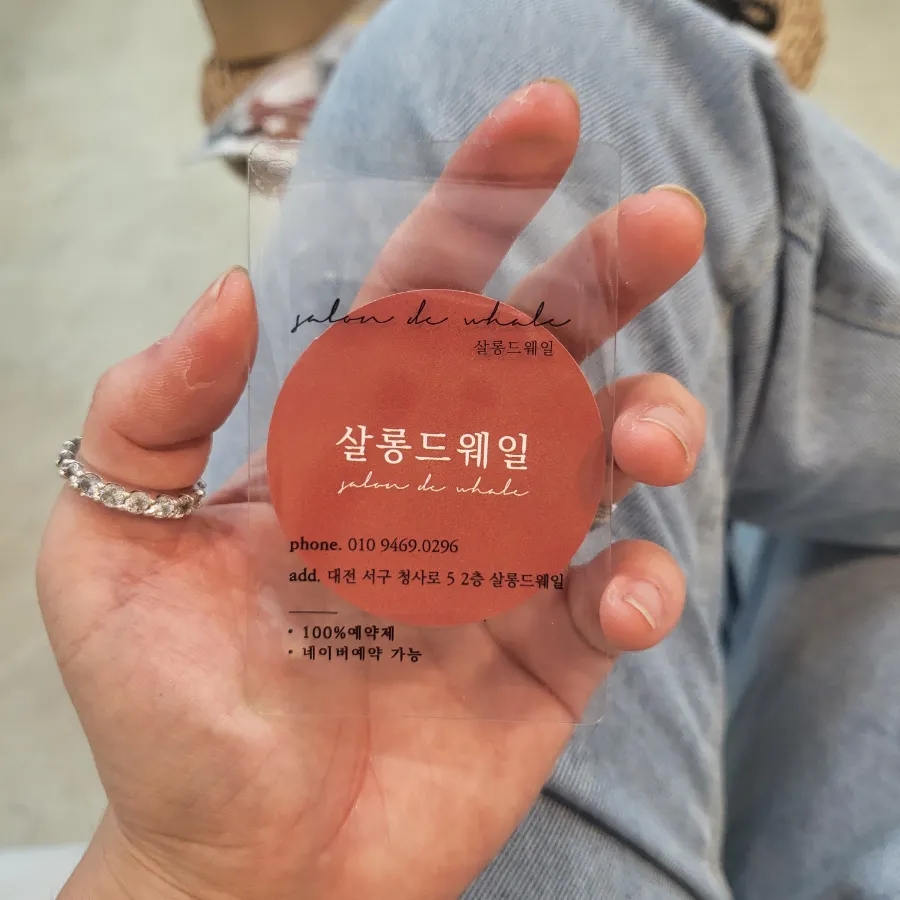 salon de whale
살롱드웨일
살롱드웨일
salon de whale
phone. 010 9469.0296
add. 대전 서구 청사로 5 2층 살롱드웨일
• 100%예약제
• 네이버예약 가능